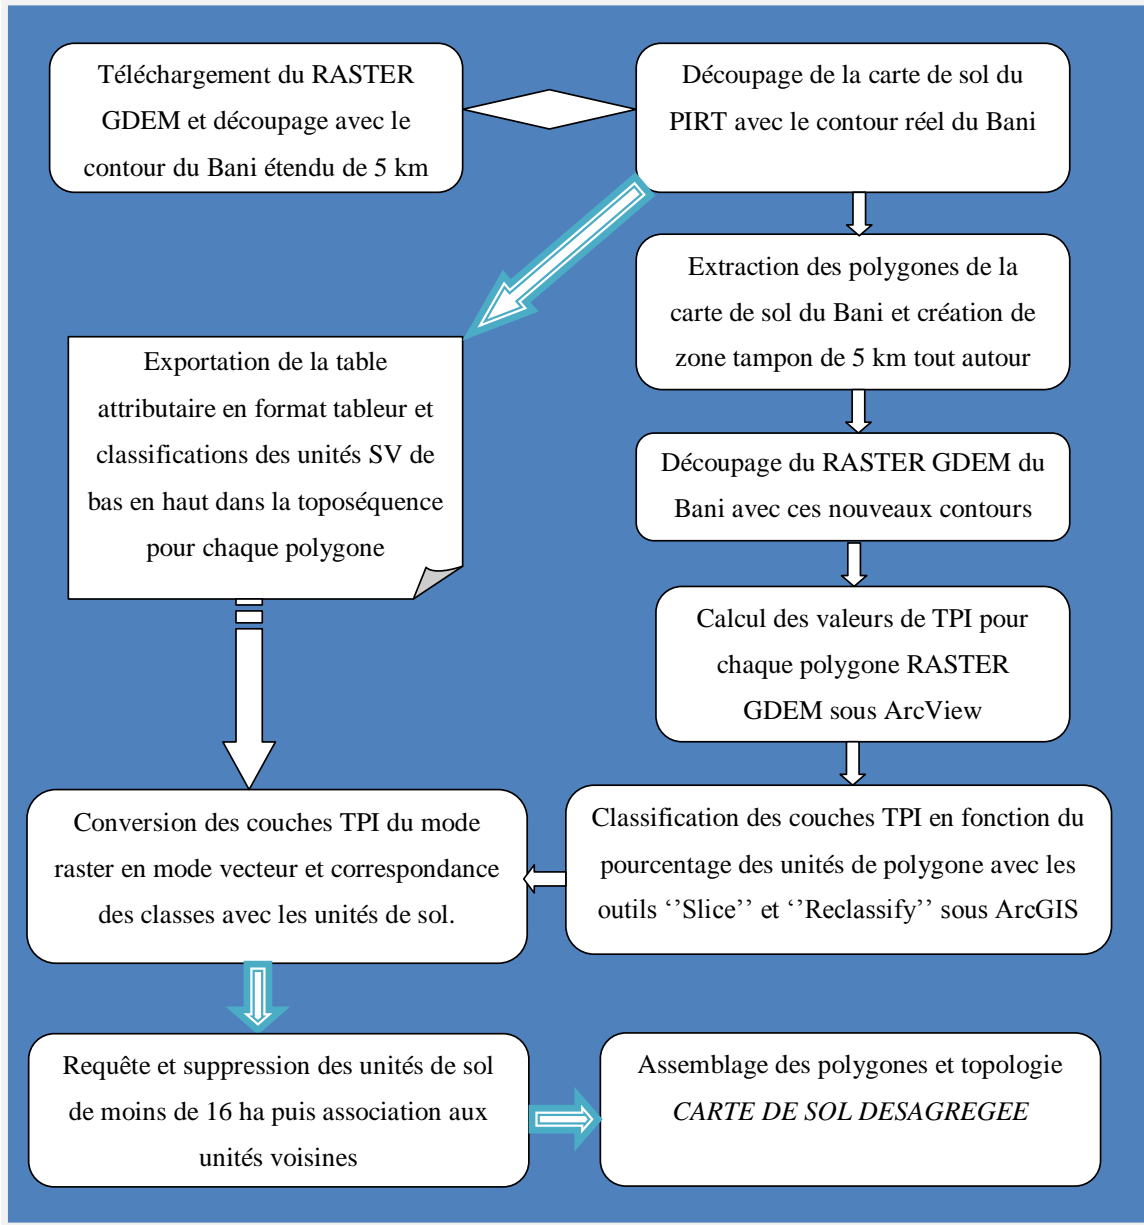 Téléchargement du RASTER
GDEM et découpage avec le
contour du Bani étendu de 5 km
Découpage de la carte de sol du
PIRT avec le contour réel du Bani
Extraction des polygones de la
carte de sol du Bani et création de
zone tampon de 5 km tout autour
Exportation de la table
attributaire en format tableur et
classifications des unités SV de
bas en haut dans la toposéquence
pour chaque polygone
Découpage du RASTER GDEM du
Bani avec ces nouveaux contours
Calcul des valeurs de TPI pour
chaque polygone RASTER
GDEM sous ArcView
Classification des couches TPI en fonction du
pourcentage des unités de polygone avec les
outils ‘’Slice’’ et ‘’Reclassify’’ sous ArcGIS
Conversion des couches TPI du mode
raster en mode vecteur et correspondance
des classes avec les unités de sol.
Requête et suppression des unités de sol
de moins de 16 ha puis association aux
unités voisines
Assemblage des polygones et topologie
CARTE DE SOL DESAGREGEE